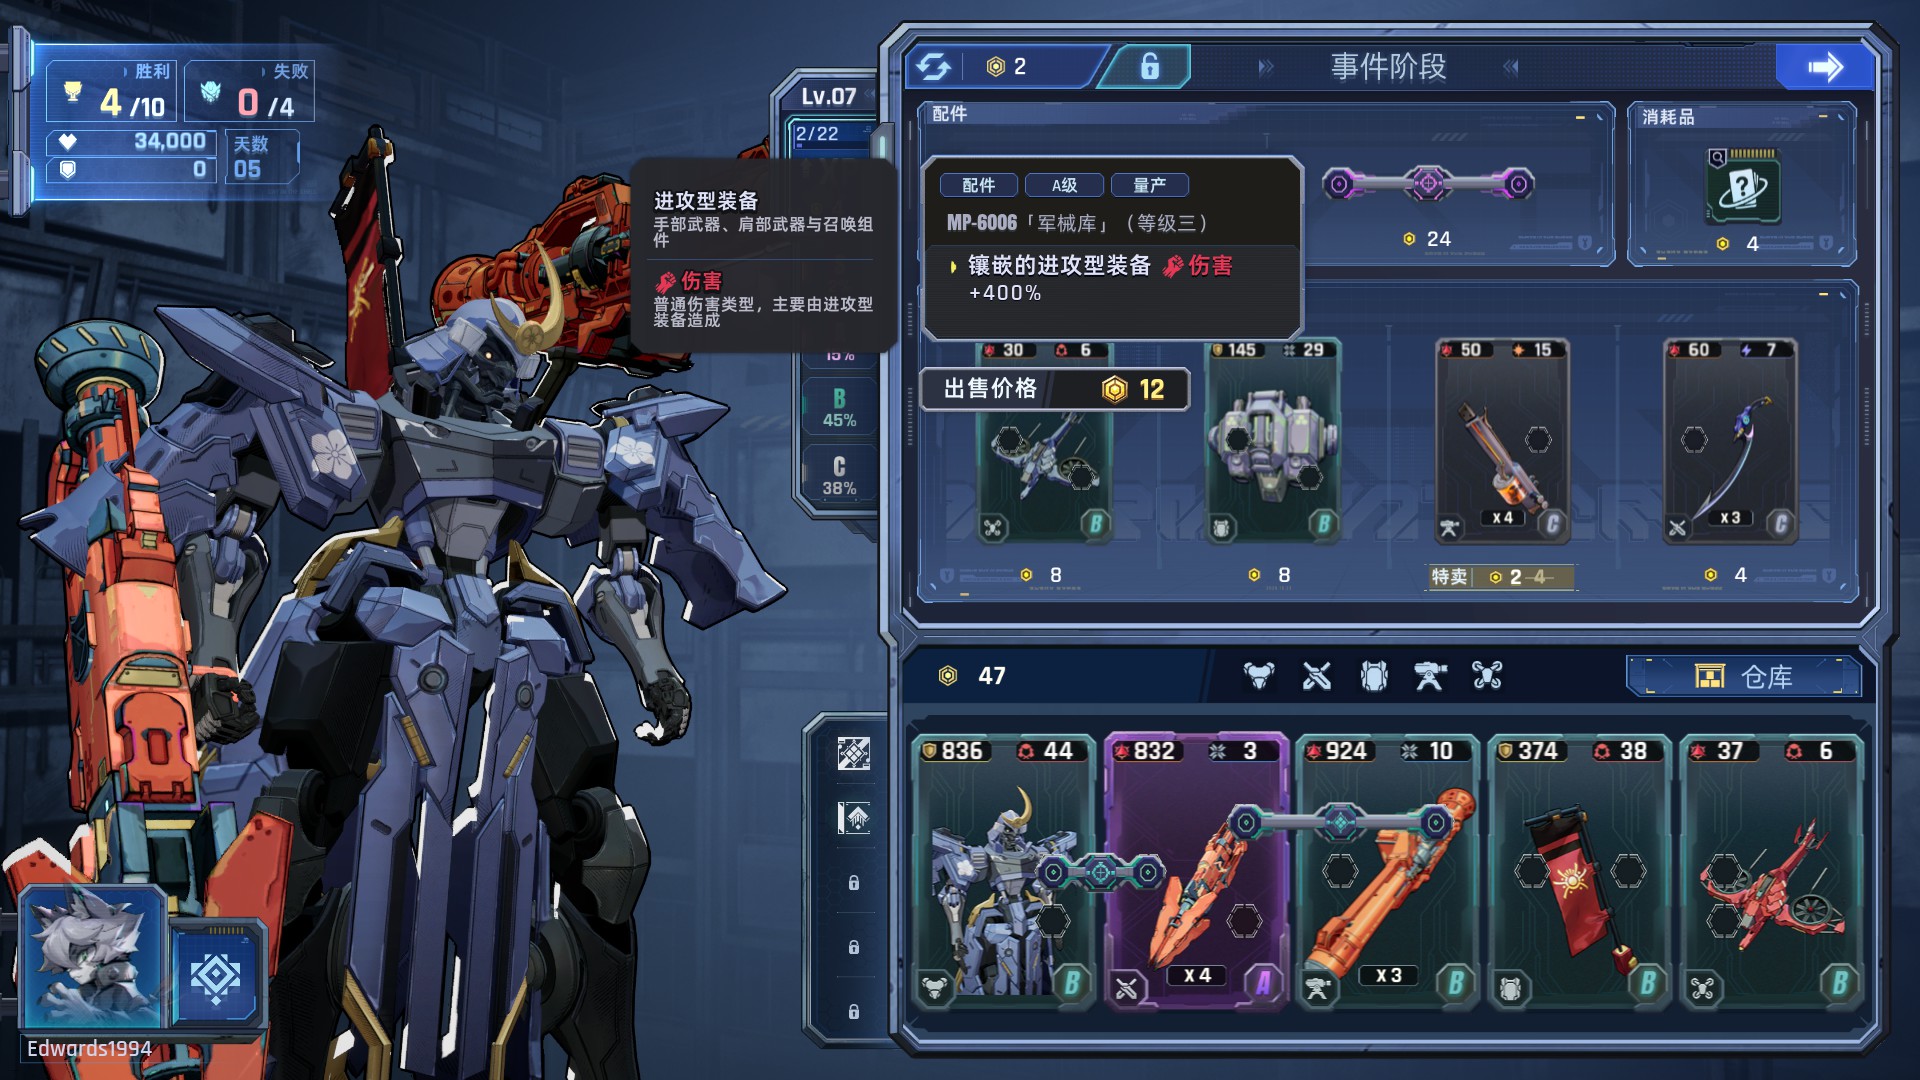 胜利
4 /10
失败
0 /4
34,000
0
天数
05
Lv.07
2/22
15%
B
45%
C
38%
进攻型装备
手部武器、肩部武器与召唤组
件
伤害
普通伤害类型，主要由进攻型
装备造成
2
事件阶段
配件
24
消耗品
4
配件
A级
量产
MP-6006「军械库」（等级三）
镶嵌的进攻型装备 伤害
+400%
出售价格 12
30 6
B
8
145 29
B
8
50 15
x4
C
特卖 2 4
60 7
x3
C
4
47
仓库
836 44
B
832 3
x4
A
924 10
x3
B
374 38
B
37 6
B
Edwards1994